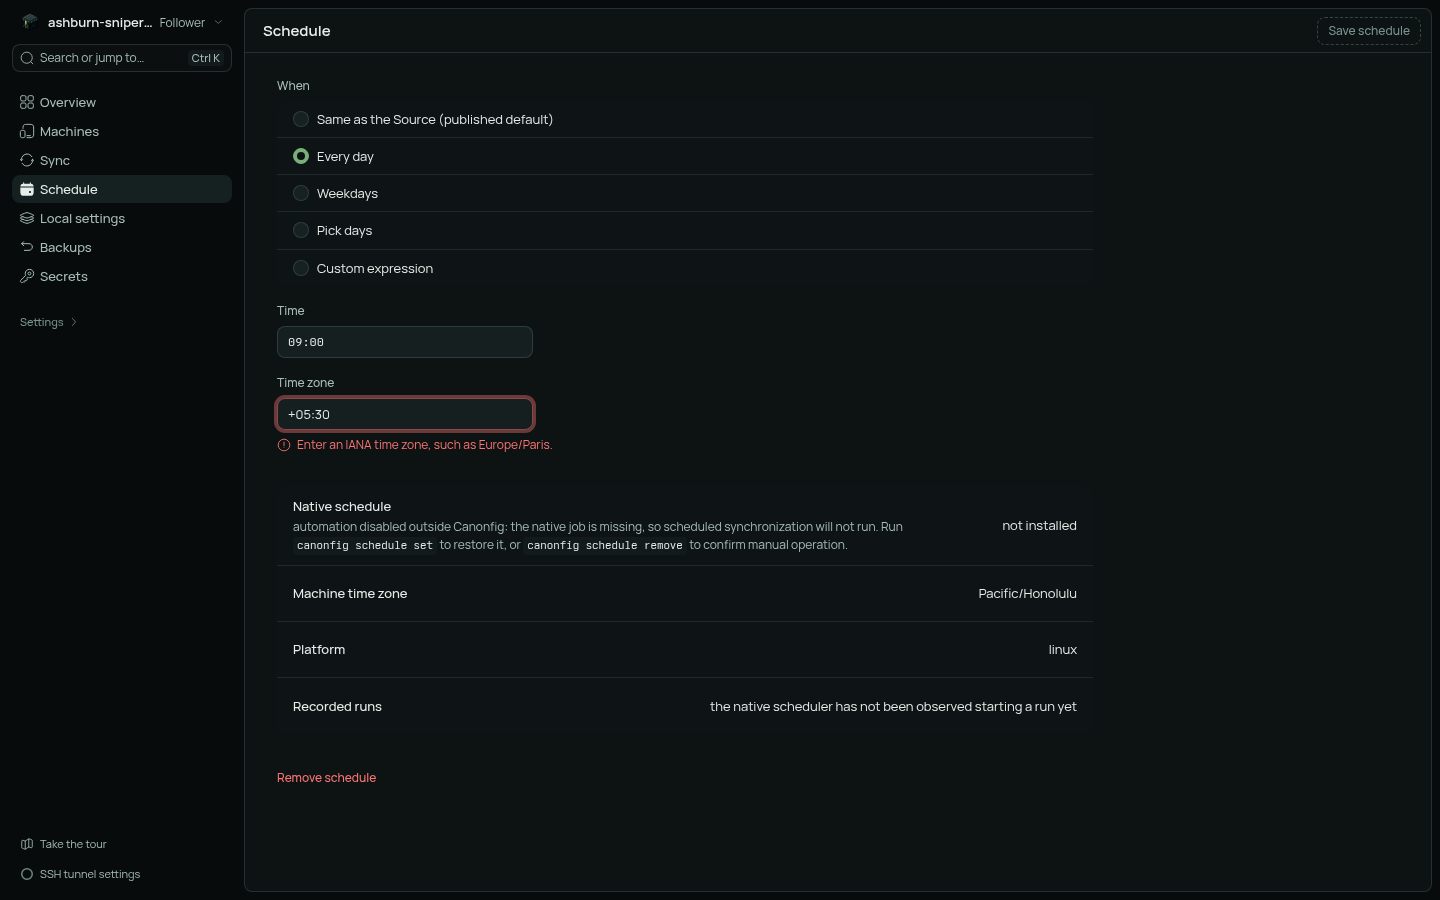 ashburn-sniper... Follower
Search or jump to... Ctrl K
Overview
Machines
Sync
Schedule
Local settings
Backups
Secrets
Settings
Take the tour
SSH tunnel settings
Schedule
Save schedule
When
Same as the Source (published default)
Every day
Weekdays
Pick days
Custom expression
Time
09:00
Time zone
+05:30
Enter an IANA time zone, such as Europe/Paris.
Native schedule
automation disabled outside Canonfig: the native job is missing, so scheduled synchronization will not run. Run
canonfig schedule set to restore it, or canonfig schedule remove to confirm manual operation.
not installed
Machine time zone
Pacific/Honolulu
Platform
linux
Recorded runs
the native scheduler has not been observed starting a run yet
Remove schedule